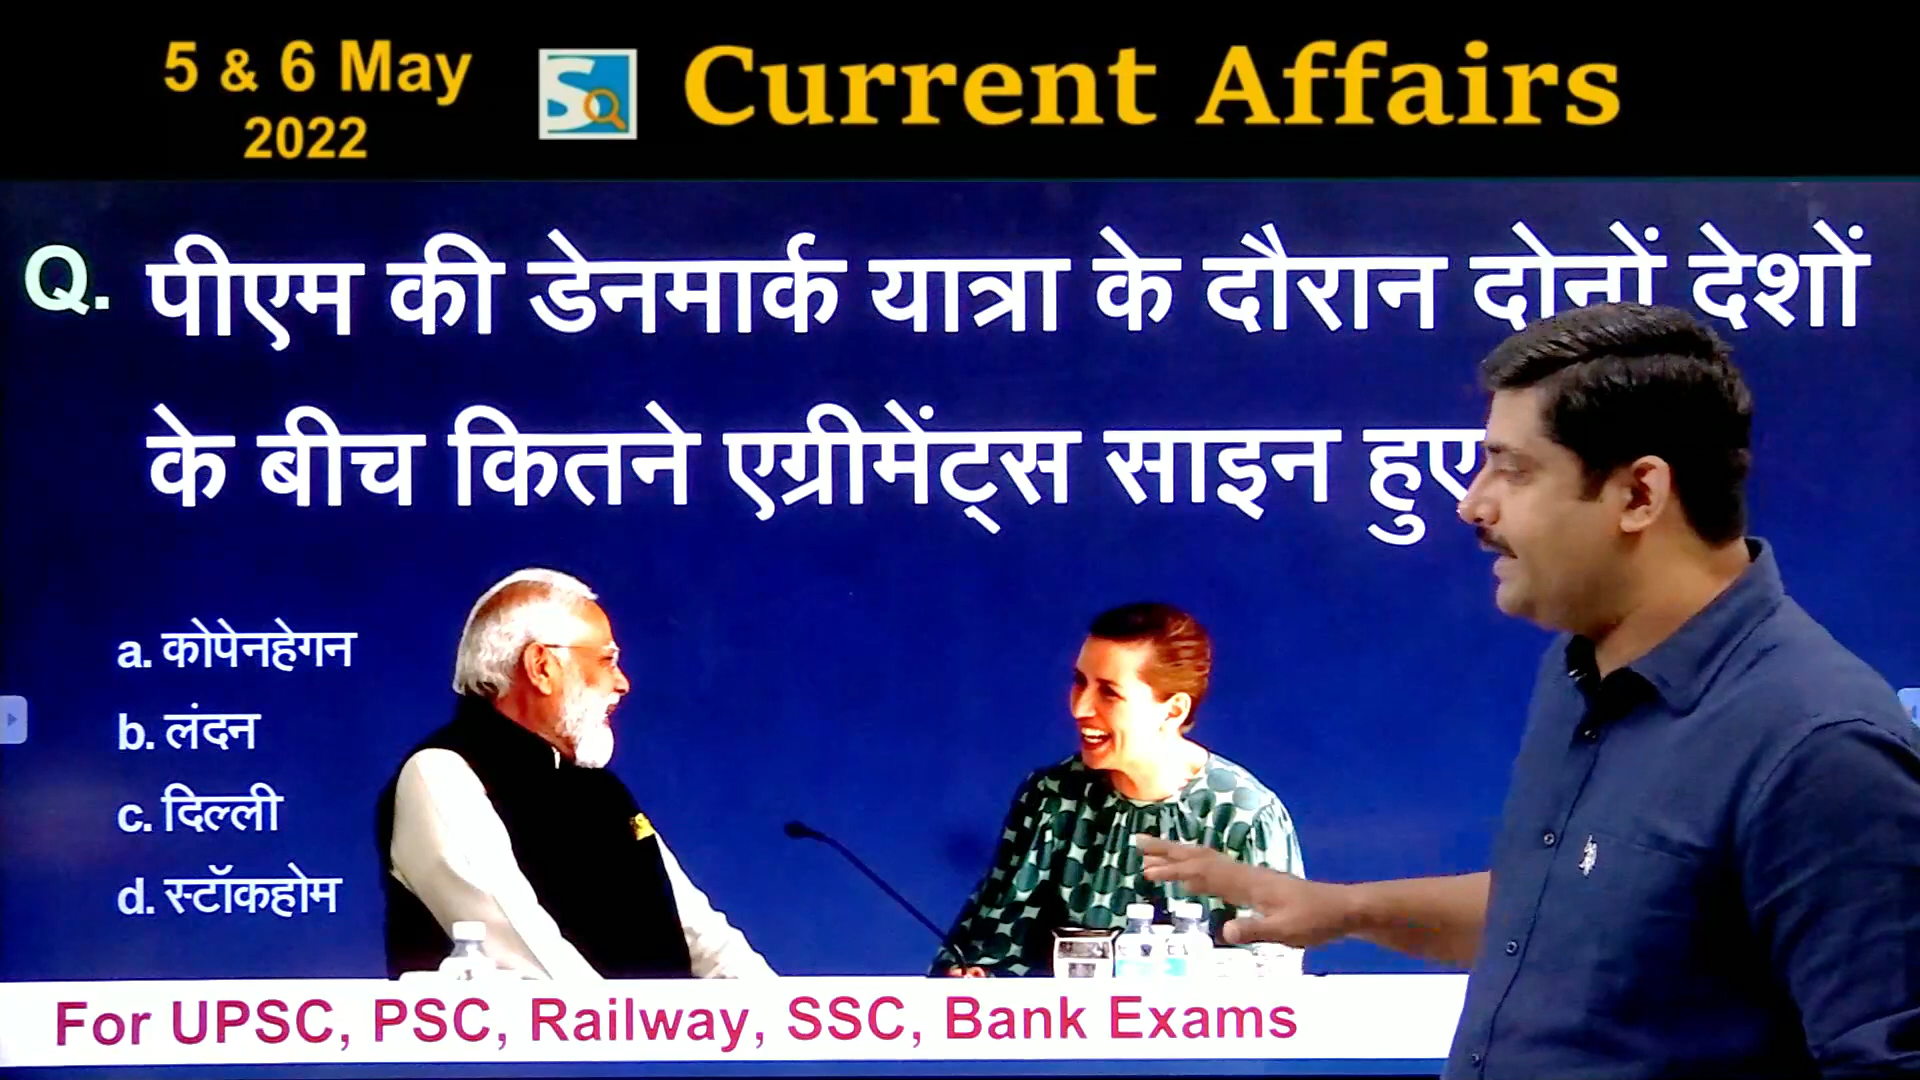 5 & 6 May
2022
SQ
Current Affairs
Q. पीएम की डेनमार्क यात्रा के दौरान दोनों देशों
के बीच कितने एग्रीमेंट्स साइन हुए
a. कोपेनहेगन
b. लंदन
c. दिल्ली
d. स्टॉकहोम
For UPSC, PSC, Railway, SSC, Bank Exams